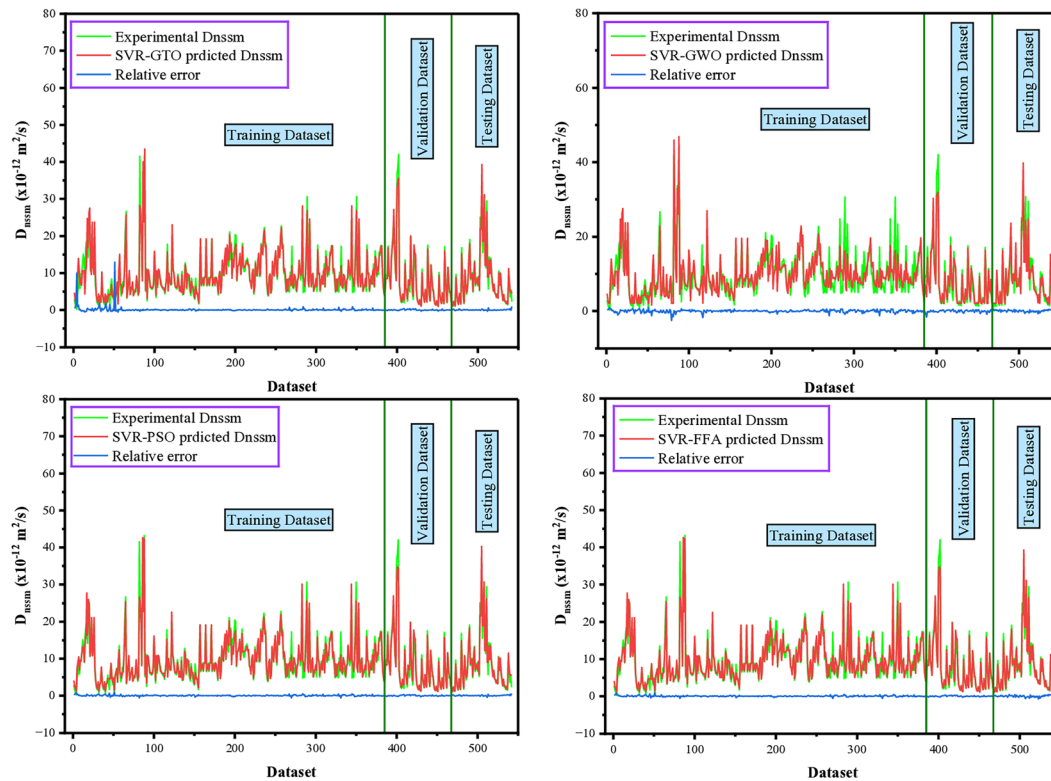 80
70
60
50
40
30
20
10
0
−10
D_nssm (x10^-12 m²/s)
Experimental Dnssm
SVR-GTO prdicted Dnssm
Relative error
Training Dataset
Validation Dataset
Testing Dataset
0 100 200 300 400 500
Dataset
80
60
40
20
0
D_nssm (x10^-12 m²/s)
Experimental Dnssm
SVR-GWO prdicted Dnssm
Relative error
Training Dataset
Validation Dataset
Testing Dataset
0 100 200 300 400 500
Dataset
80
70
60
50
40
30
20
10
0
−10
D_nssm (x10^-12 m²/s)
Experimental Dnssm
SVR-PSO prdicted Dnssm
Relative error
Training Dataset
Validation Dataset
Testing Dataset
0 100 200 300 400 500
Dataset
80
70
60
50
40
30
20
10
0
−10
D_nssm (x10^-12 m²/s)
Experimental Dnssm
SVR-FFA prdicted Dnssm
Relative error
Training Dataset
Validation Dataset
Testing Dataset
0 100 200 300 400 500
Dataset